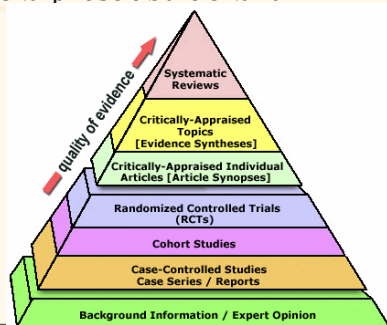 Systematic
Reviews
Critically-Appraised
Topics
[Evidence Syntheses]
Critically-Appraised Individual
Articles [Article Synopses]
Randomized Controlled Trials
(RCTs)
Cohort Studies
Case-Controlled Studies
Case Series / Reports
Background Information / Expert Opinion
quality of evidence